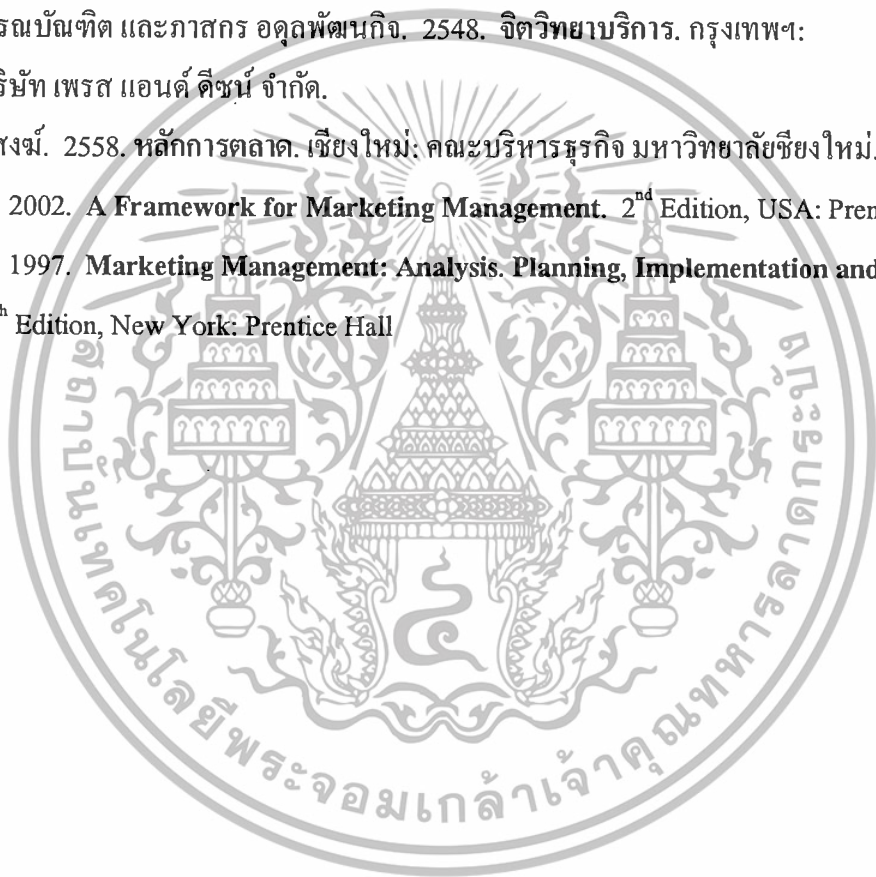 รณบัณฑิต และภาสกร อดุลพัฒนกิจ. 2548. จิตวิทยาบริการ. กรุงเทพฯ:
ริษัท เพรส แอนด์ ดีซน์ จำกัด.
สงฆ์. 2558. หลักการตลาด. เชียงใหม่: คณะบริหารธุรกิจ มหาวิทาลัยชียงใหม่.
2002. A Framework for Marketing Management. 2nd Edition, USA: Pren
1997. Marketing Management: Analysis. Planning, Implementation and
h Edition, New York: Prentice Hall
สถาบันเทคโนโลยีพระจอมเกล้าเจ้าคุณทหารลาดกระบัง